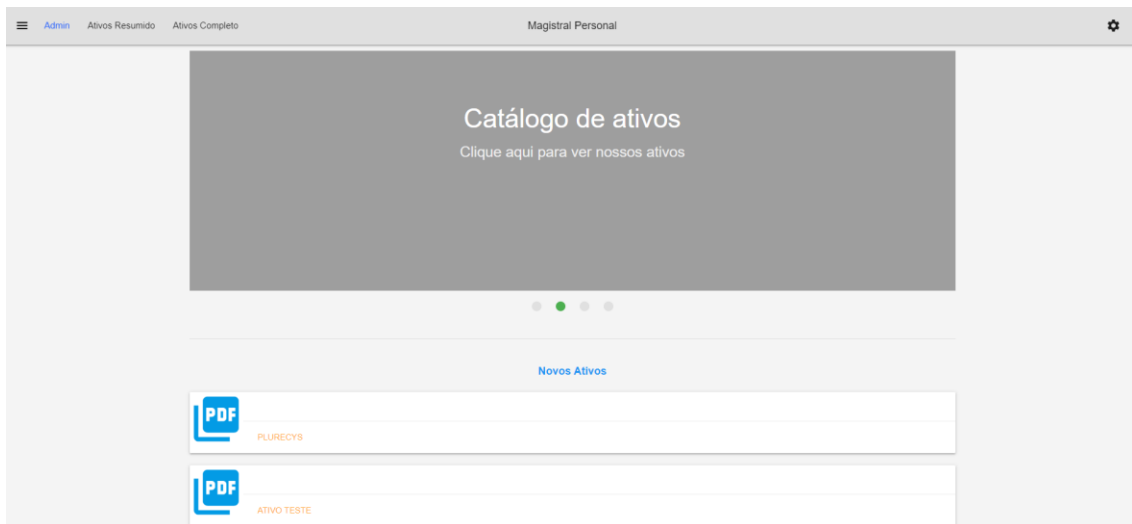 Admin Ativos Resumido Ativos Completo Magistral Personal
Catálogo de ativos
Clique aqui para ver nossos ativos
Novos Ativos
PDF
PLURECYS
PDF
ATIVO TESTE